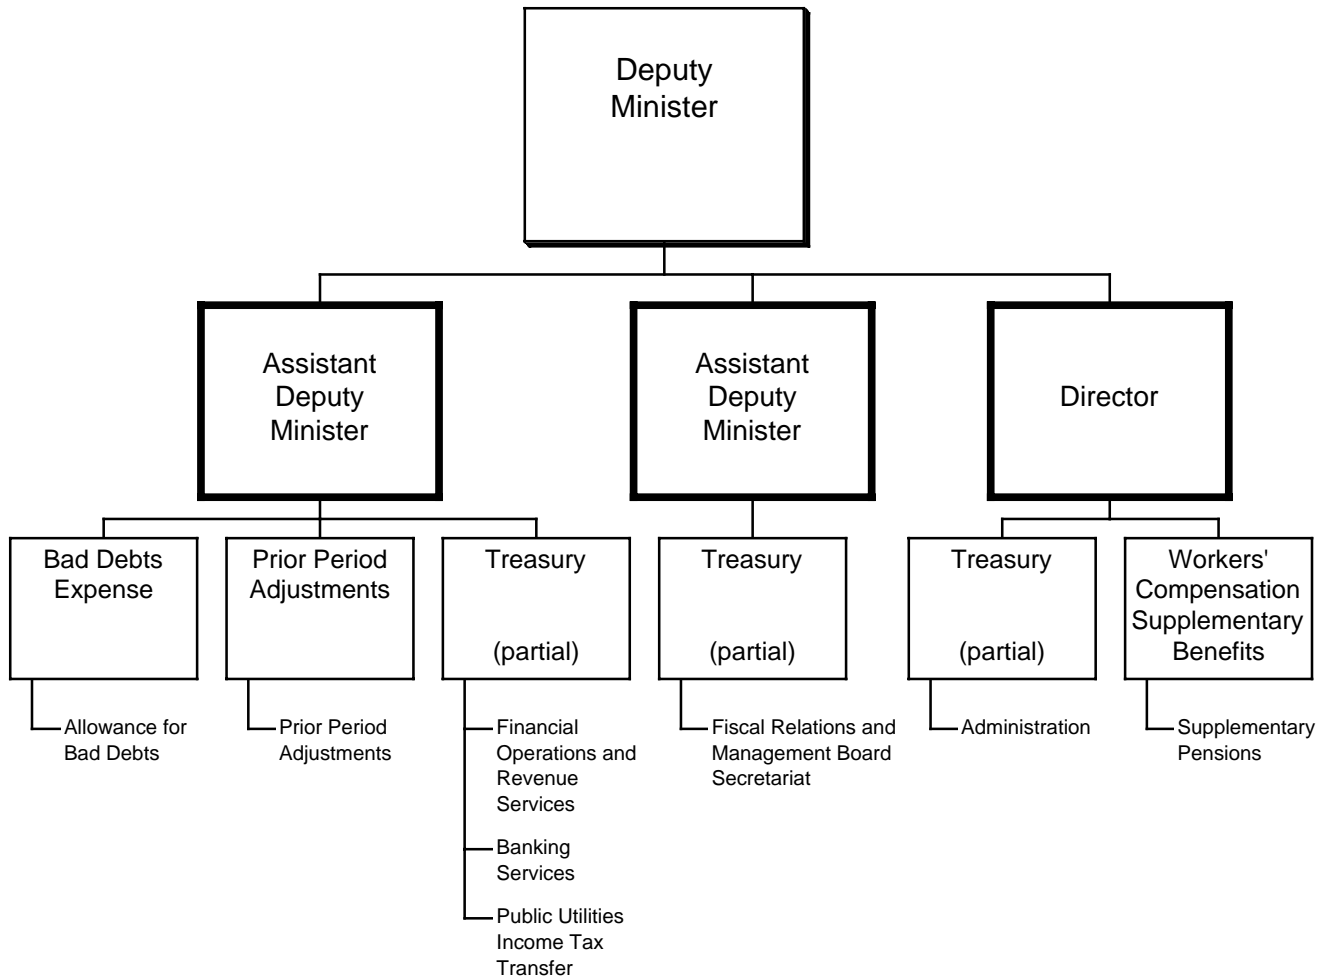 Deputy
Minister
Assistant
Deputy
Minister
Assistant
Deputy
Minister
Director
Bad Debts
Expense
Prior Period
Adjustments
Treasury
(partial)
Treasury
(partial)
Treasury
(partial)
Workers'
Compensation
Supplementary
Benefits
Allowance for
Bad Debts
Prior Period
Adjustments
Financial
Operations and
Revenue
Services
Banking
Services
Public Utilities
Income Tax
Transfer
Fiscal Relations and
Management Board
Secretariat
Administration
Supplementary
Pensions